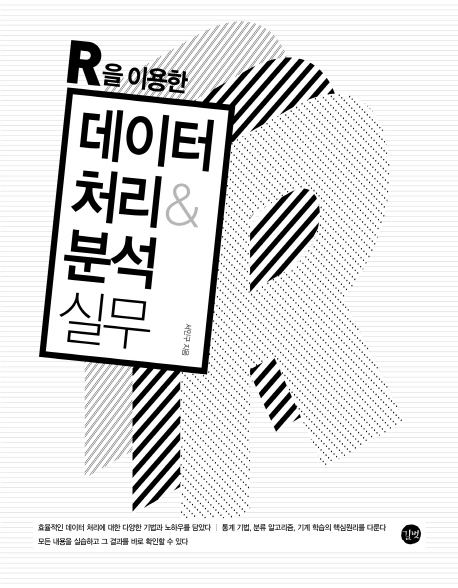 R을 이용한
데이터
처리&
분석
실무
서민구 지음
효율적인 데이터 처리에 대한 다양한 기법과 노하우를 담았다 | 통계 기법, 분류 알고리즘, 기계 학습의 핵심원리를 다룬다
모든 내용을 실습하고 그 결과를 바로 확인할 수 있다
길벗